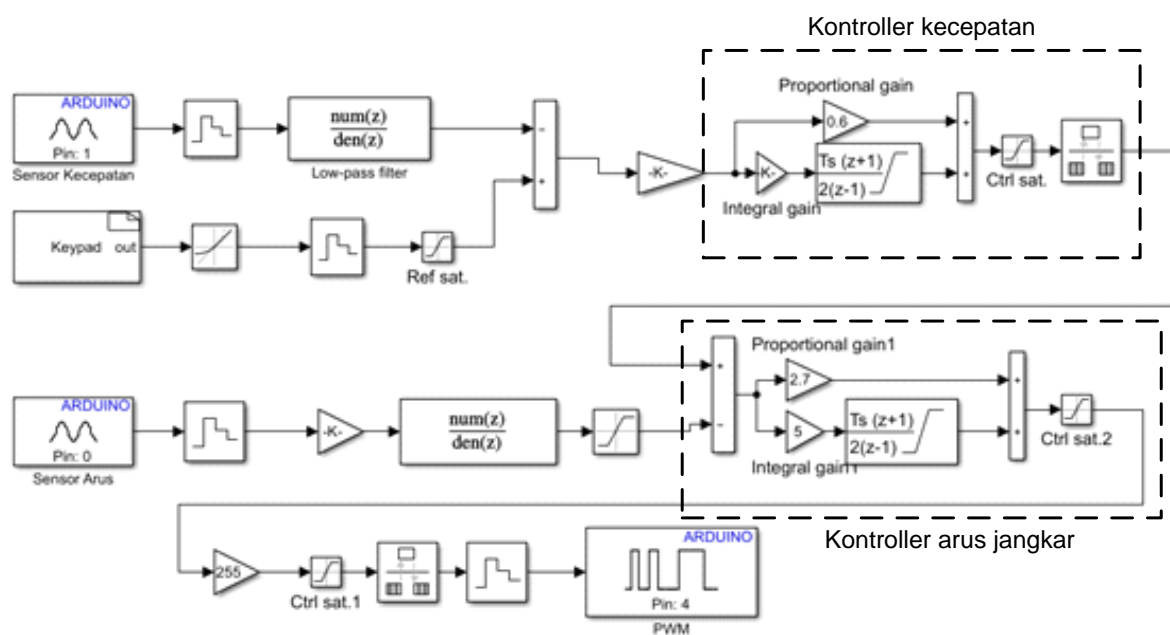 Kontroller kecepatan
ARDUINO
Pin: 1
Sensor Kecepatan
num(z)
den(z)
Low-pass filter
-
+
-K-
Proportional gain
0.6
K-
Integral gain
Ts (z+1)
2(z-1)
+
+
Ctrl sat.
Keypad out
Ref sat.
ARDUINO
Pin: 0
Sensor Arus
-K-
num(z)
den(z)
+
-
Proportional gain1
2.7
5
Integral gain11
Ts (z+1)
2(z-1)
+
+
Ctrl sat.2
Kontroller arus jangkar
255
Ctrl sat.1
ARDUINO
Pin: 4
PWM